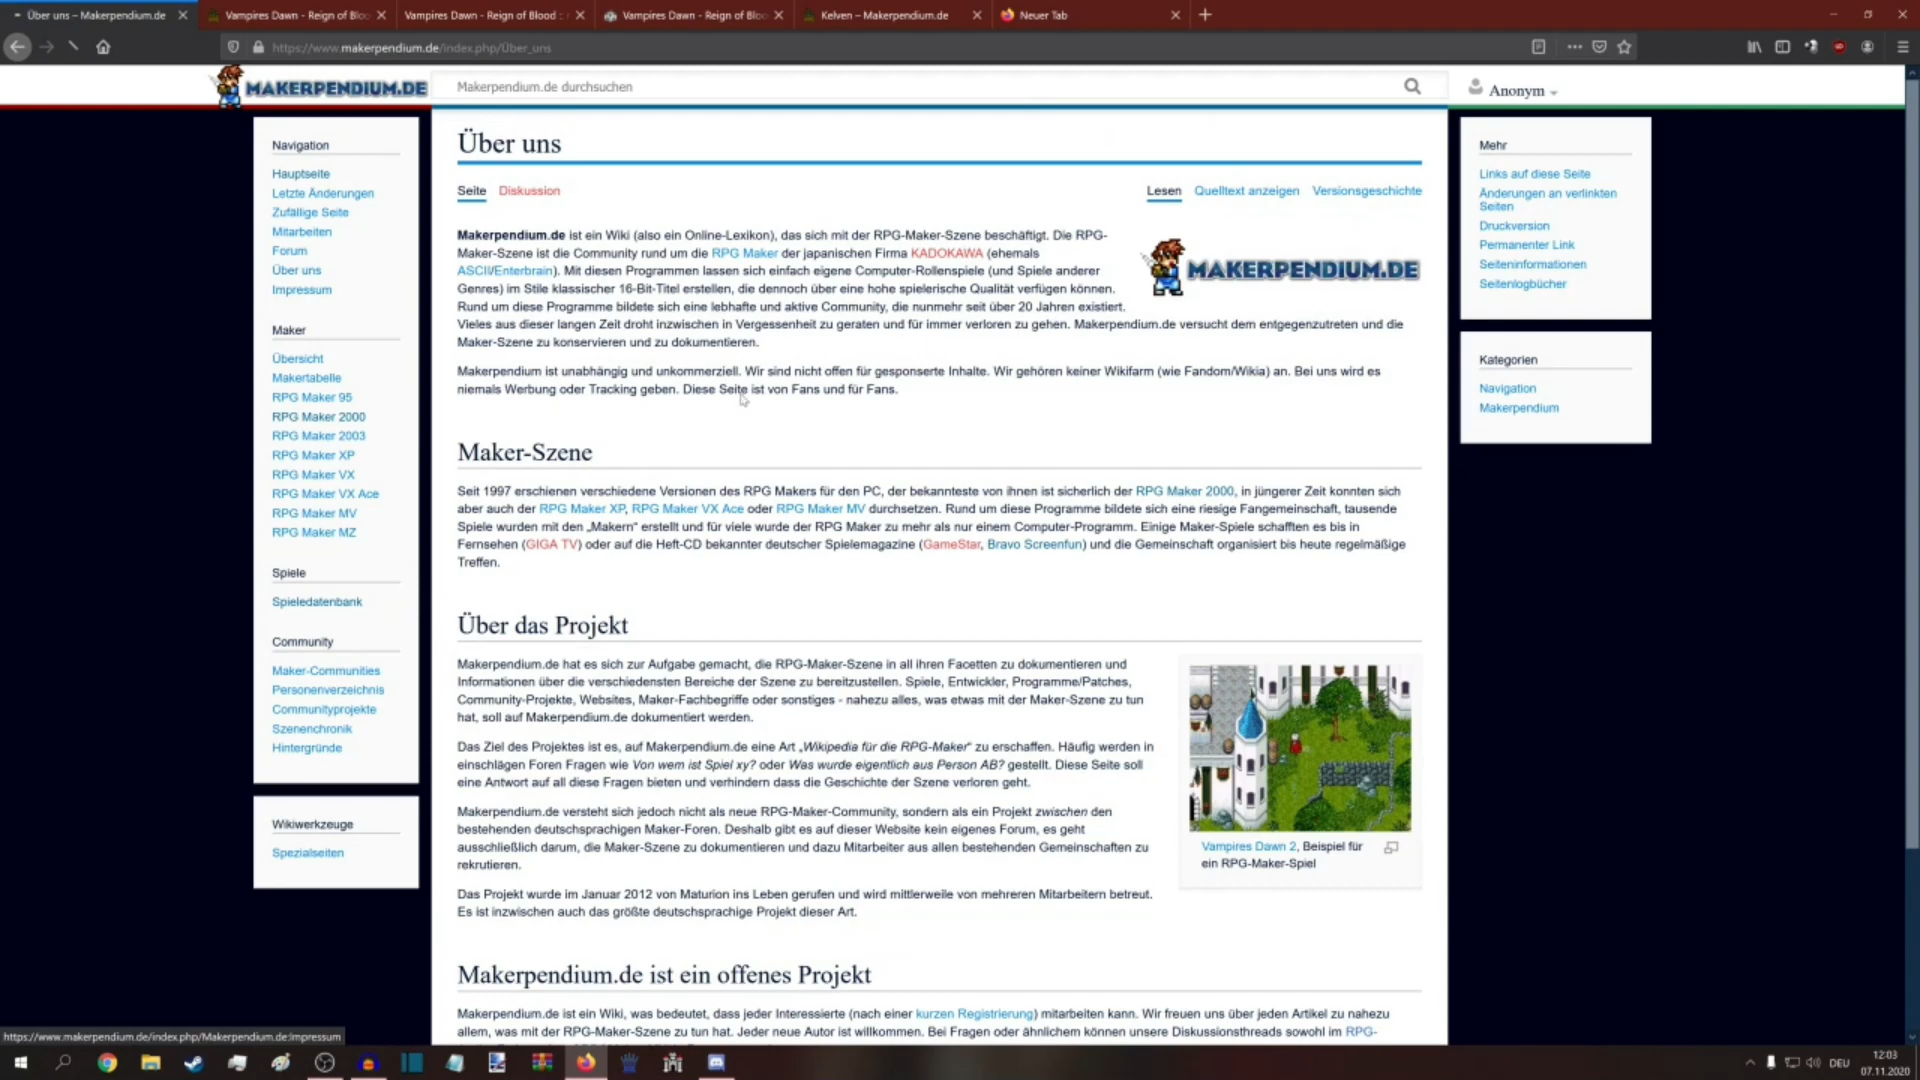 Über uns – Makerpendium.de
Vampires Dawn - Reign of Bloo
Vampires Dawn - Reign of Blood ::
Vampires Dawn - Reign of Bloo
Kelven – Makerpendium.de
Neuer Tab
https://www.makerpendium.de/index.php/Über_uns
MAKERPENDIUM.DE
Makerpendium.de durchsuchen
Anonym
Navigation
Hauptseite
Letzte Änderungen
Zufällige Seite
Mitarbeiten
Forum
Über uns
Impressum
Maker
Übersicht
Makertabelle
RPG Maker 95
RPG Maker 2000
RPG Maker 2003
RPG Maker XP
RPG Maker VX
RPG Maker VX Ace
RPG Maker MV
RPG Maker MZ
Spiele
Spieledatenbank
Community
Maker-Communities
Personenverzeichnis
Communityprojekte
Szenenchronik
Hintergründe
Wikiwerkzeuge
Spezialseiten
Über uns
Seite Diskussion
Lesen Quelltext anzeigen Versionsgeschichte
Makerpendium.de ist ein Wiki (also ein Online-Lexikon), das sich mit der RPG-Maker-Szene beschäftigt. Die RPG-
Maker-Szene ist die Community rund um die RPG Maker der japanischen Firma KADOKAWA (ehemals
ASCII/Enterbrain). Mit diesen Programmen lassen sich einfach eigene Computer-Rollenspiele (und Spiele anderer
Genres) im Stile klassischer 16-Bit-Titel erstellen, die dennoch über eine hohe spielerische Qualität verfügen können.
Rund um diese Programme bildete sich eine lebhafte und aktive Community, die nunmehr seit über 20 Jahren existiert.
Vieles aus dieser langen Zeit droht inzwischen in Vergessenheit zu geraten und für immer verloren zu gehen. Makerpendium.de versucht dem entgegenzutreten und die
Maker-Szene zu konservieren und zu dokumentieren.
MAKERPENDIUM.DE
Makerpendium ist unabhängig und unkommerziell. Wir sind nicht offen für gesponserte Inhalte. Wir gehören keiner Wikifarm (wie Fandom/Wikia) an. Bei uns wird es
niemals Werbung oder Tracking geben. Diese Seite ist von Fans und für Fans.
Maker-Szene
Seit 1997 erschienen verschiedene Versionen des RPG Makers für den PC, der bekannteste von ihnen ist sicherlich der RPG Maker 2000, in jüngerer Zeit konnten sich
aber auch der RPG Maker XP, RPG Maker VX Ace oder RPG Maker MV durchsetzen. Rund um diese Programme bildete sich eine riesige Fangemeinschaft, tausende
Spiele wurden mit den „Makern“ erstellt und für viele wurde der RPG Maker zu mehr als nur einem Computer-Programm. Einige Maker-Spiele schafften es bis in
Fernsehen (GIGA TV) oder auf die Heft-CD bekannter deutscher Spielemagazine (GameStar, Bravo Screenfun) und die Gemeinschaft organisiert bis heute regelmäßige
Treffen.
Über das Projekt
Makerpendium.de hat es sich zur Aufgabe gemacht, die RPG-Maker-Szene in all ihren Facetten zu dokumentieren und
Informationen über die verschiedensten Bereiche der Szene zu bereitzustellen. Spiele, Entwickler, Programme/Patches,
Community-Projekte, Websites, Maker-Fachbegriffe oder sonstiges - nahezu alles, was etwas mit der Maker-Szene zu tun
hat, soll auf Makerpendium.de dokumentiert werden.
Das Ziel des Projektes ist es, auf Makerpendium.de eine Art „Wikipedia für die RPG-Maker“ zu erschaffen. Häufig werden in
einschlägen Foren Fragen wie Von wem ist Spiel xy? oder Was wurde eigentlich aus Person AB? gestellt. Diese Seite soll
eine Antwort auf all diese Fragen bieten und verhindern dass die Geschichte der Szene verloren geht.
Makerpendium.de versteht sich jedoch nicht als neue RPG-Maker-Community, sondern als ein Projekt zwischen den
bestehenden deutschsprachigen Maker-Foren. Deshalb gibt es auf dieser Website kein eigenes Forum, es geht
ausschließlich darum, die Maker-Szene zu dokumentieren und dazu Mitarbeiter aus allen bestehenden Gemeinschaften zu
rekrutieren.
Das Projekt wurde im Januar 2012 von Maturion ins Leben gerufen und wird mittlerweile von mehreren Mitarbeitern betreut.
Es ist inzwischen auch das größte deutschsprachige Projekt dieser Art.
Vampires Dawn 2, Beispiel für
ein RPG-Maker-Spiel
Makerpendium.de ist ein offenes Projekt
Makerpendium.de ist ein Wiki, was bedeutet, dass jeder Interessierte (nach einer kurzen Registrierung) mitarbeiten kann. Wir freuen uns über jeden Artikel zu nahezu
allem, was mit der RPG-Maker-Szene zu tun hat. Jeder neue Autor ist willkommen. Bei Fragen oder ähnlichem können unsere Diskussionsthreads sowohl im RPG-
Mehr
Links auf diese Seite
Änderungen an verlinkten
Seiten
Druckversion
Permanenter Link
Seiteninformationen
Seitenlogbücher
Kategorien
Navigation
Makerpendium
https://www.makerpendium.de/index.php/Makerpendium.de:Impressum
DEU
12:03
07.11.2020